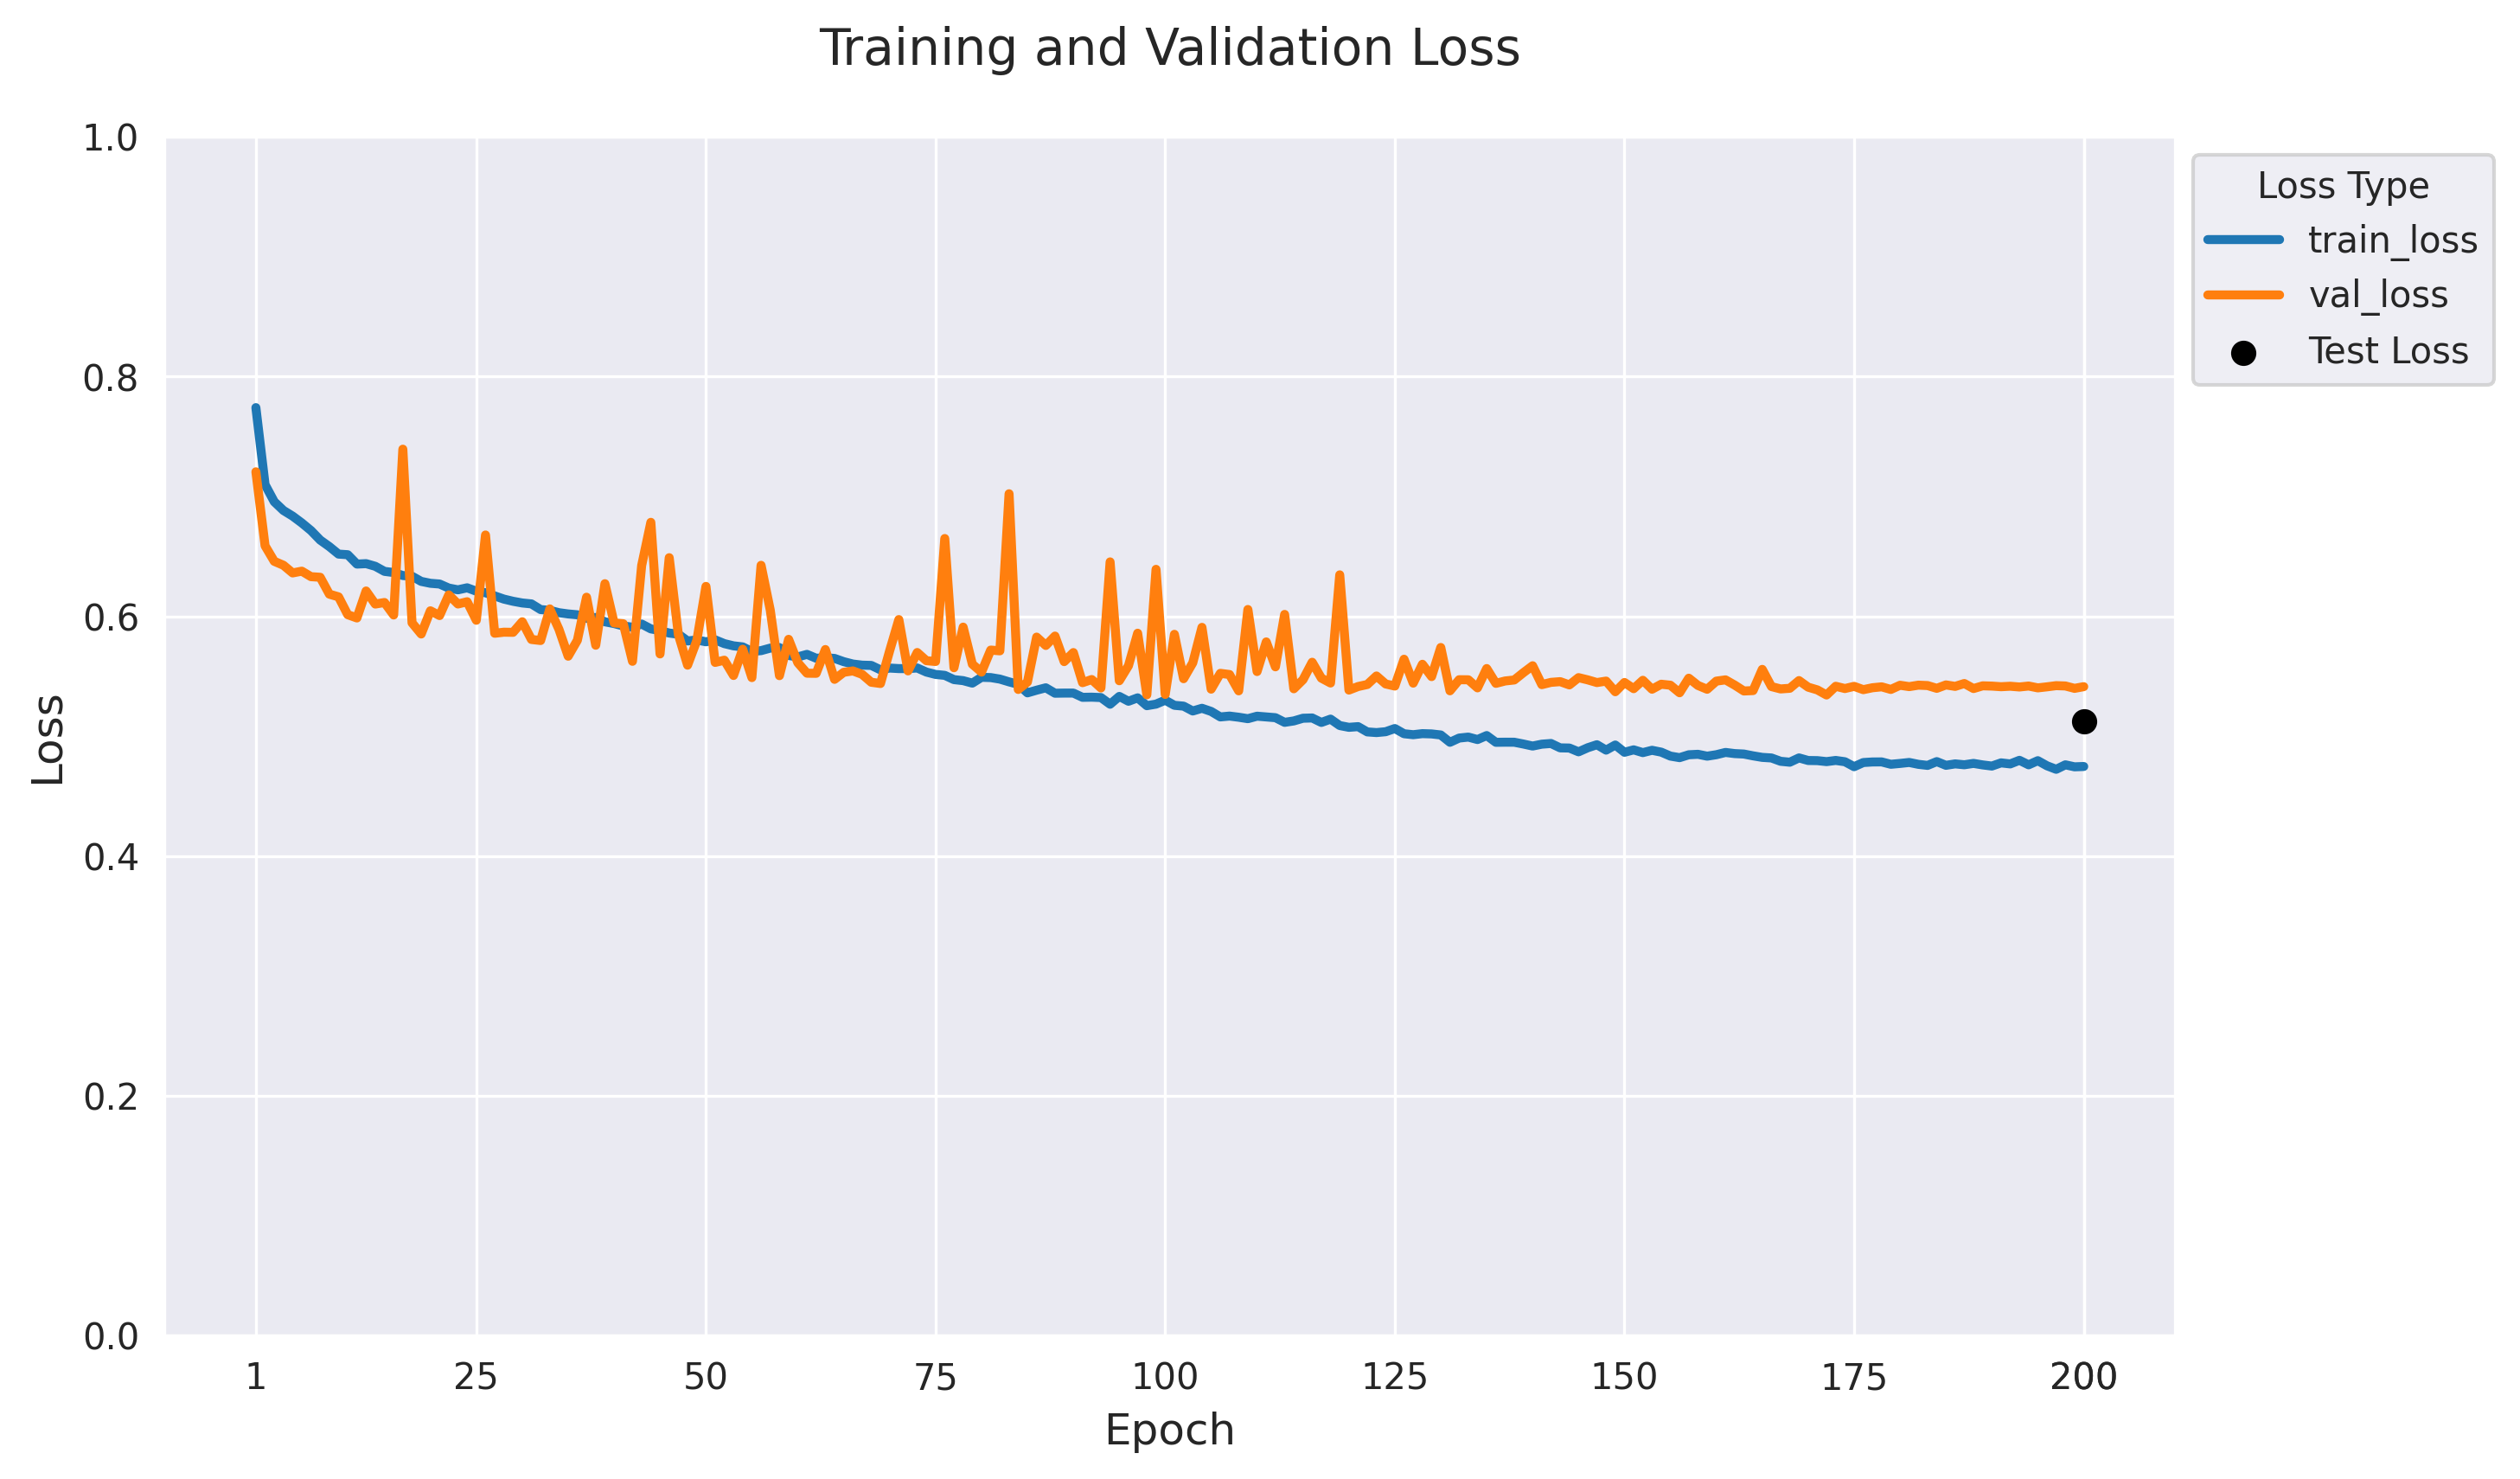 Training and Validation Loss
1.0
0.8
0.6
0.4
0.2
0.0
Loss
1 25 50 75 100 125 150 175 200
Epoch
Loss Type
train_loss
val_loss
Test Loss